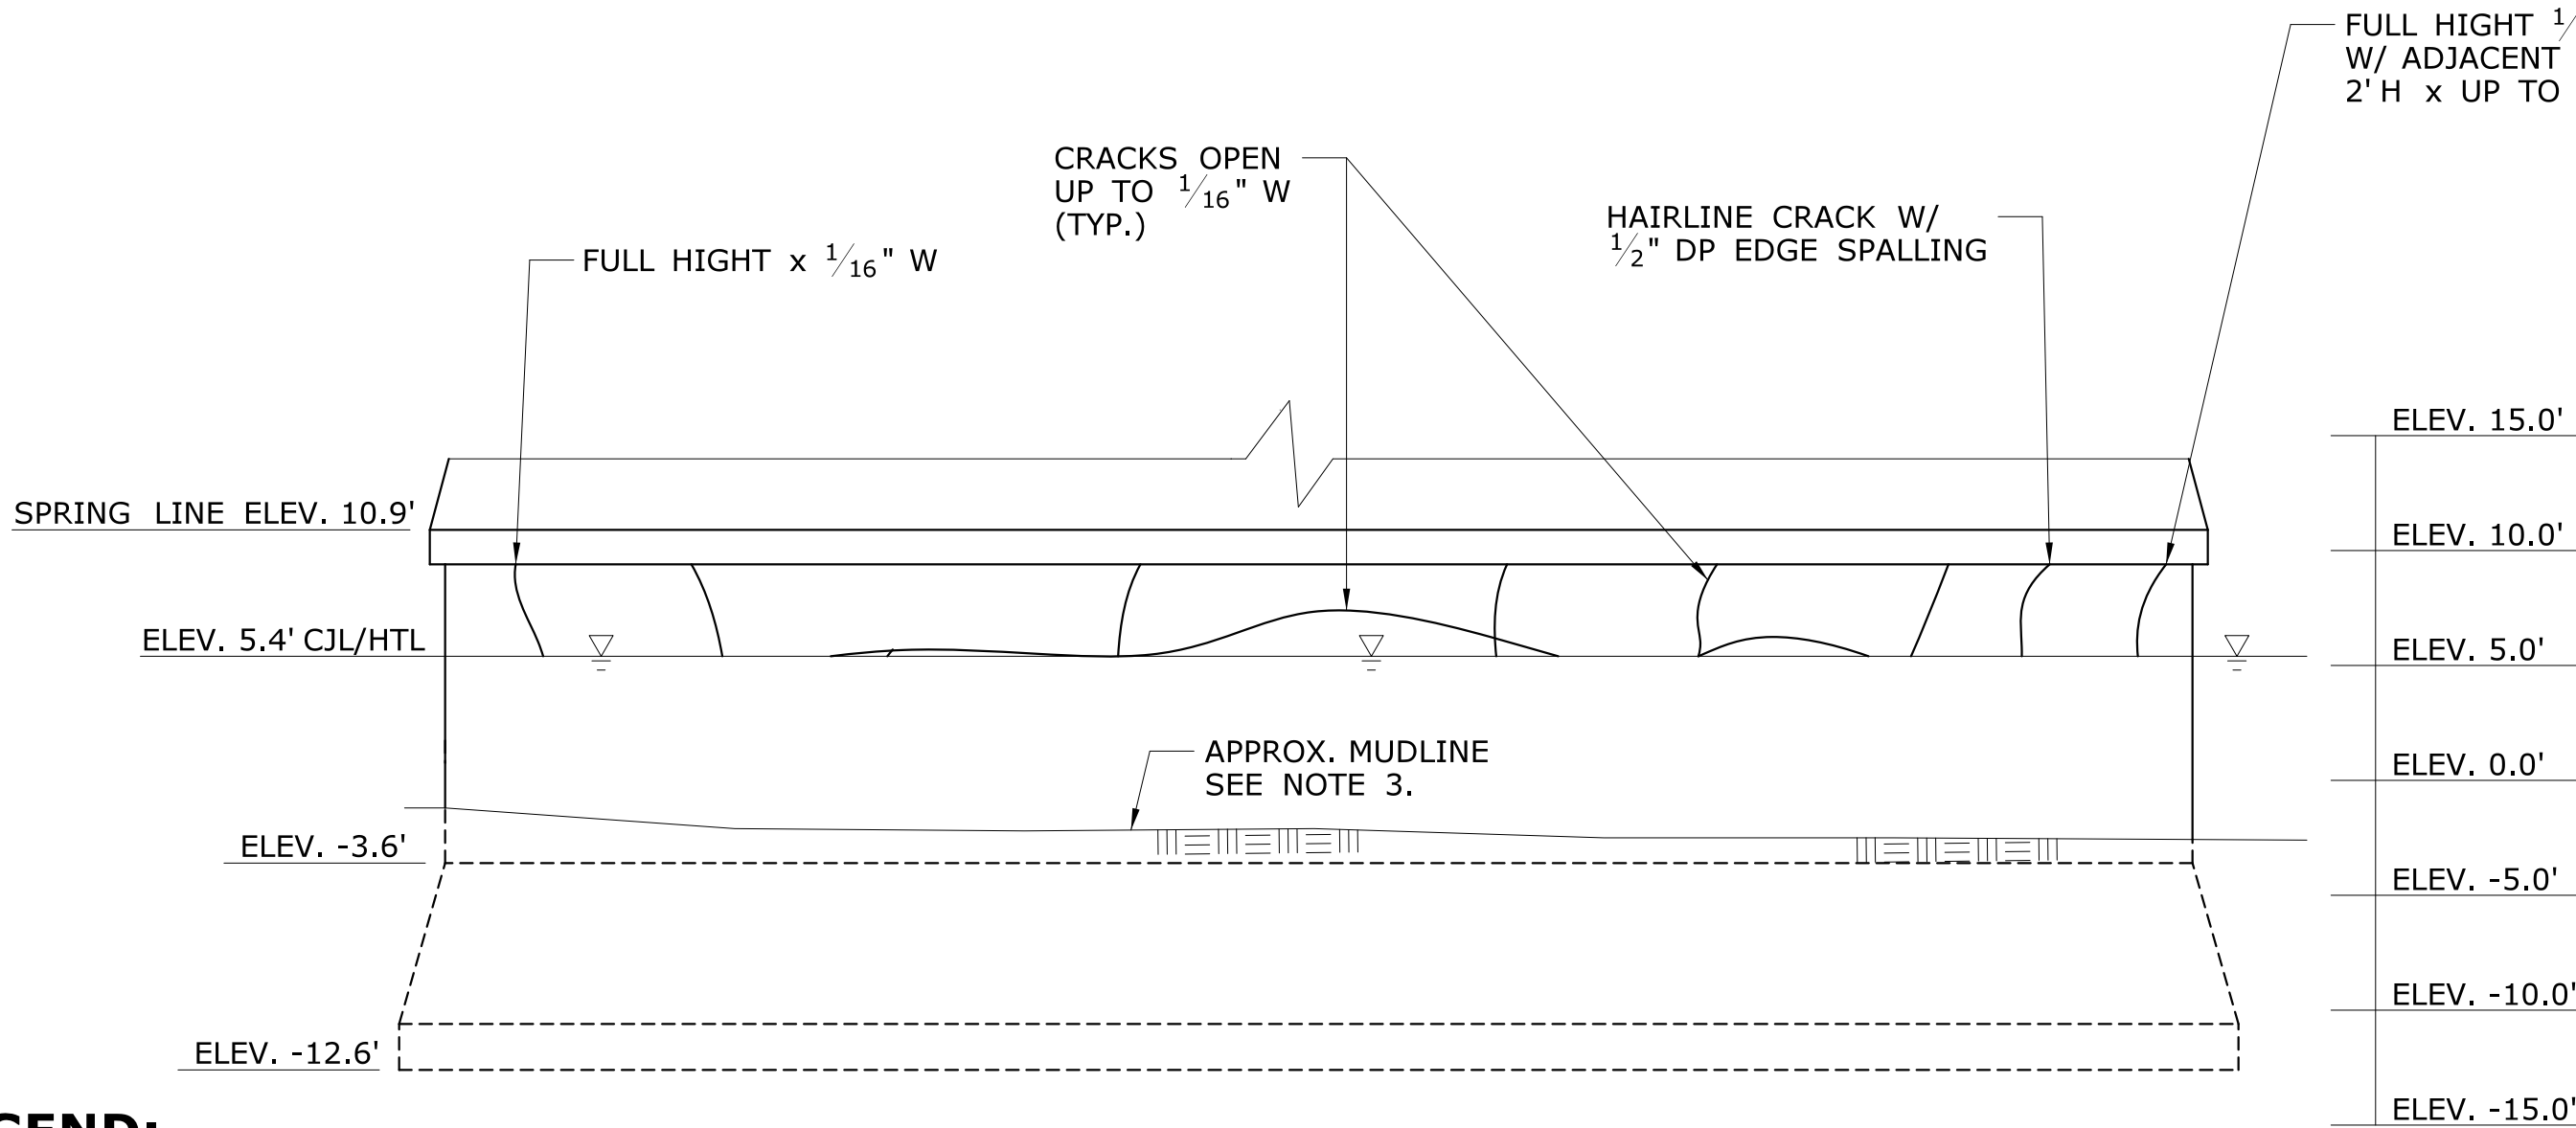 FULL HIGHT
W/ ADJACENT
2' H x UP TO
CRACKS OPEN
UP TO 1/16" W
(TYP.)
HAIRLINE CRACK W/
1/2" DP EDGE SPALLING
FULL HIGHT x 1/16" W
ELEV. 15.0'
SPRING LINE ELEV. 10.9'
ELEV. 10.0'
ELEV. 5.4' CJL/HTL
ELEV. 5.0'
APPROX. MUDLINE
SEE NOTE 3.
ELEV. 0.0'
ELEV. -3.6'
ELEV. -5.0'
ELEV. -10.0'
ELEV. -12.6'
ELEV. -15.0'